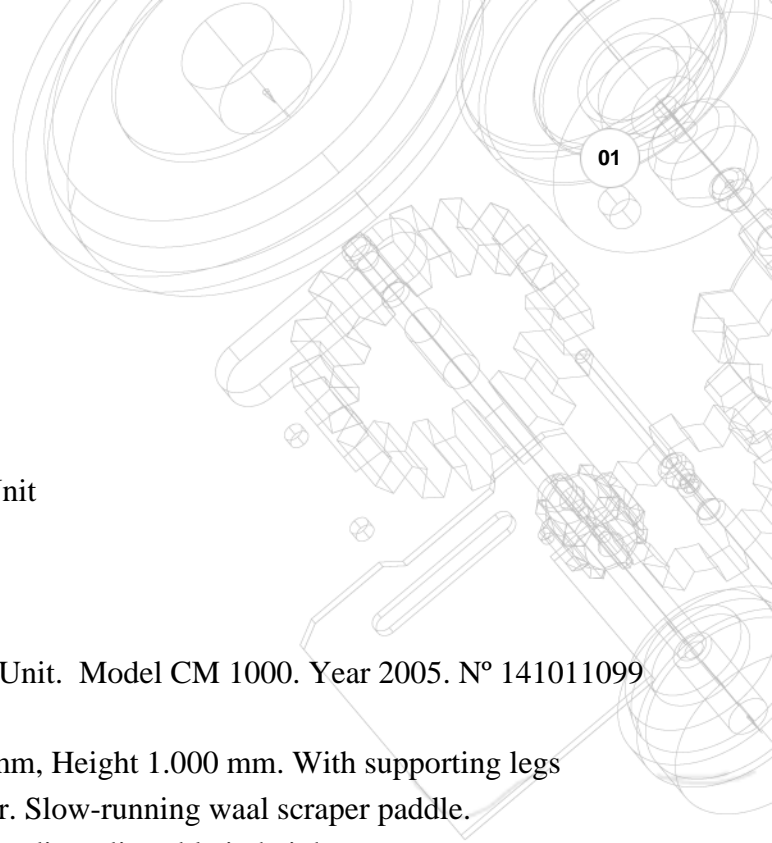 01
Unit
Unit. Model CM 1000. Year 2005. Nº 141011099
mm, Height 1.000 mm. With supporting legs
r. Slow-running waal scraper paddle.